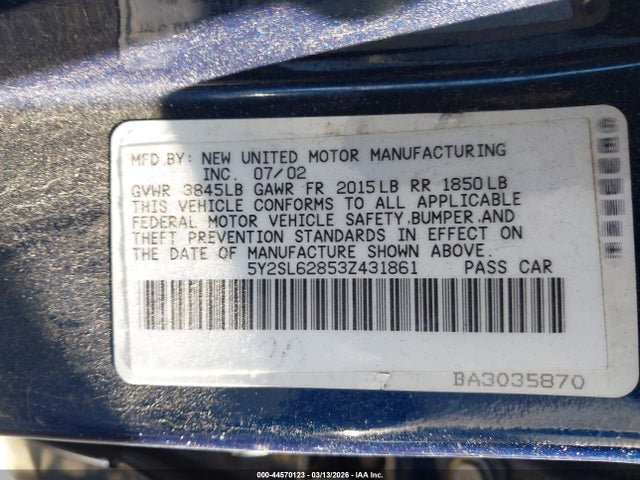 MFD.BY: NEW UNITED MOTOR MANUFACTURING
INC. 07/02
GVWR 3845LB GAWR FR 2015LB RR 1850LB
THIS VEHICLE CONFORMS TO ALL APPLICABLE
FEDERAL MOTOR VEHICLE SAFETY.BUMPER.AND
THEFT PREVENTION STANDARDS IN EFFECT ON
THE DATE OF MANUFACTURE SHOWN ABOVE.
5Y2SL62853Z431861 PASS CAR
BA3035870
000-44570123 | 03/13/2026 | IAA Inc.